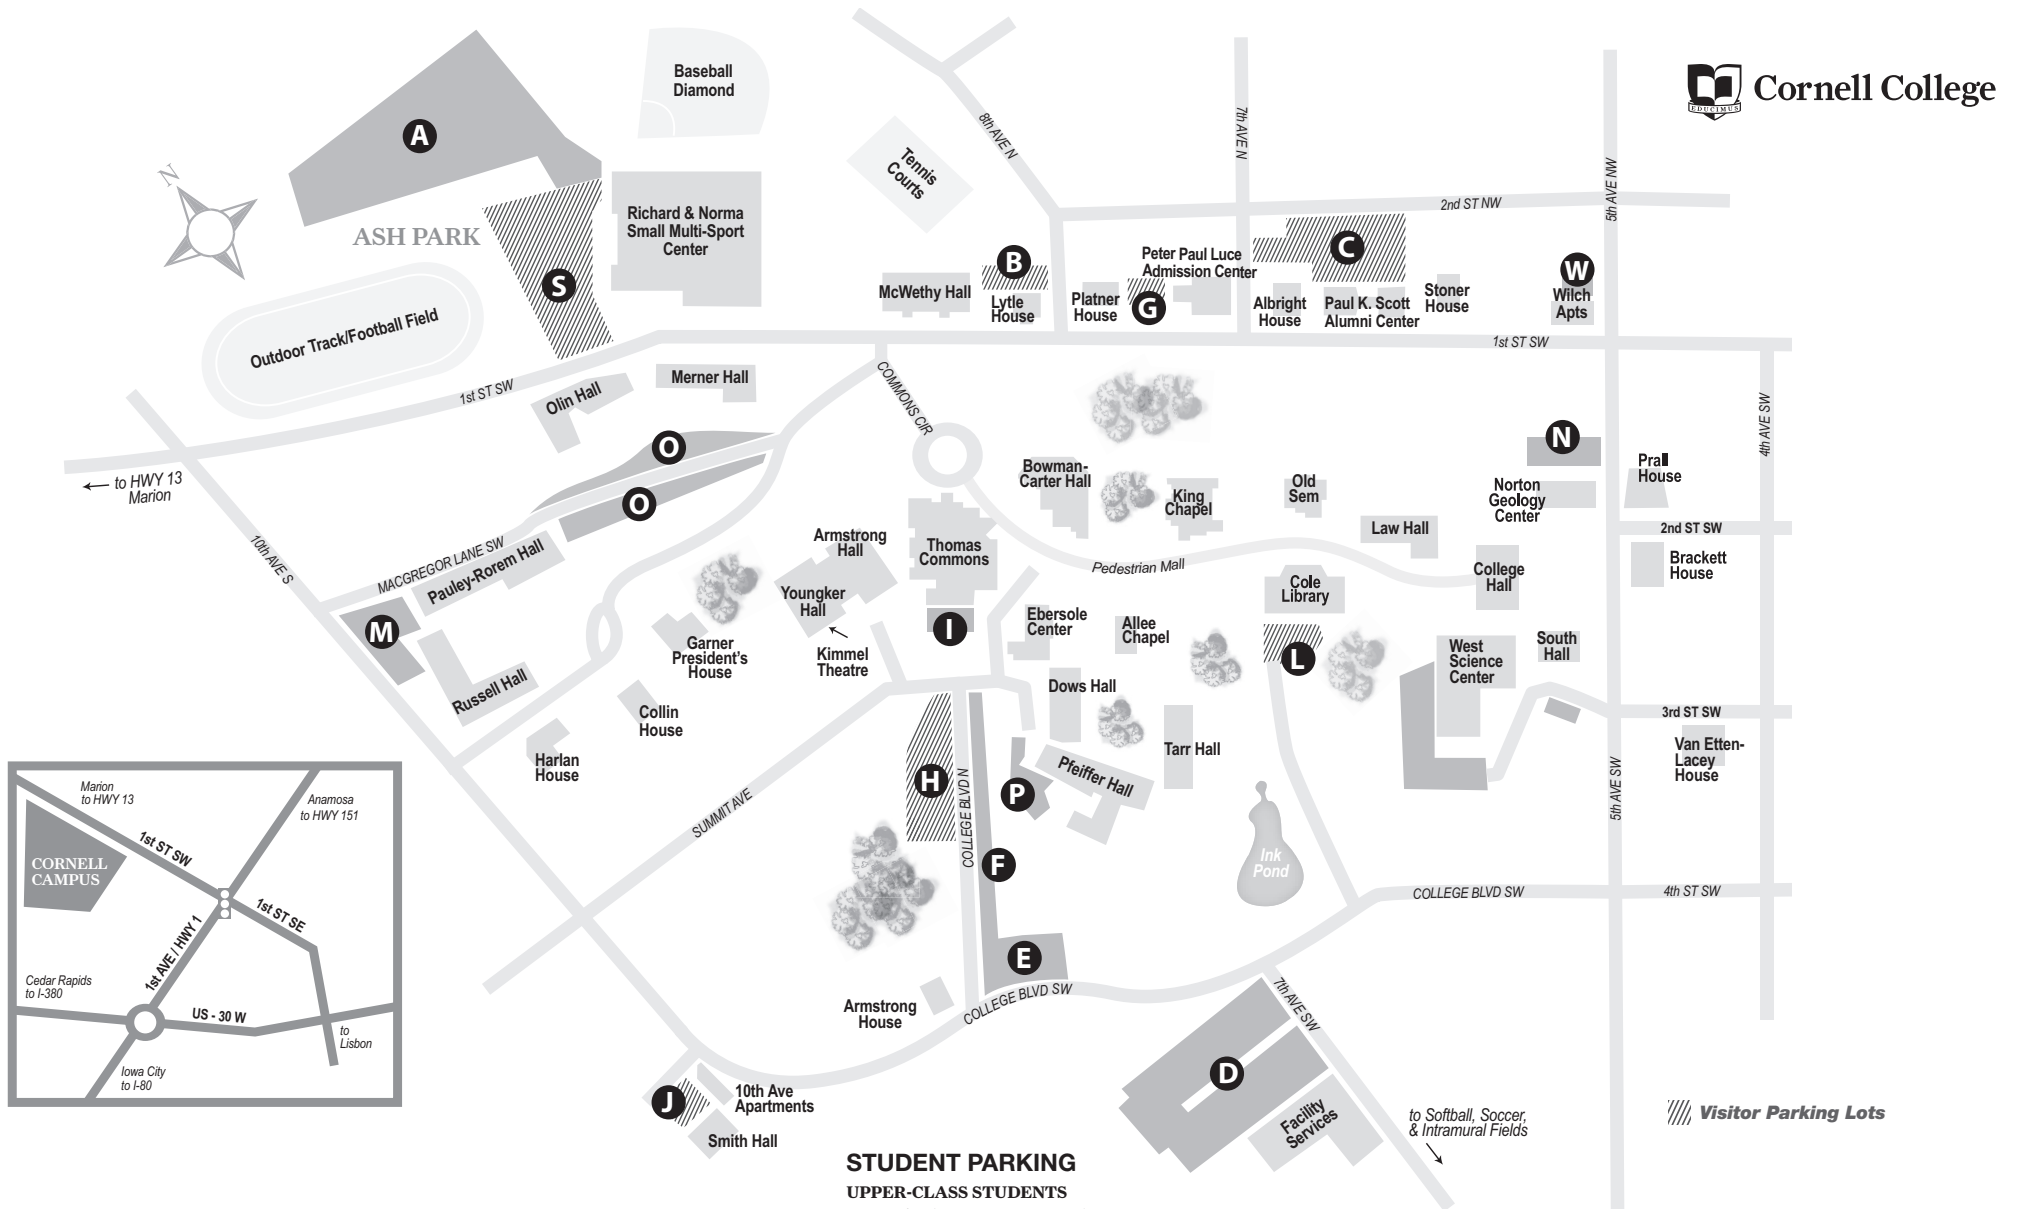 Cornell College
EDUCIMUS
N
ASH PARK
A
S
Baseball
Diamond
Richard & Norma
Small Multi-Sport
Center
Tennis
Courts
8th AVE N
7th AVE N
5th AVE NW
2nd ST NW
Outdoor Track/Football Field
McWethy Hall
B
Lytle
House
Platner
House
G
Peter Paul Luce
Admission Center
C
Albright
House
Paul K. Scott
Alumni Center
Stoner
House
W
Wilch
Apts
1st ST SW
1st ST SW
Olin Hall
Merner Hall
COMMONS CIR
to HWY 13
Marion
10th AVE S
MACGREGOR LANE SW
O
O
Pauley-Rorem Hall
M
Russell Hall
Harlan
House
Collin
House
Garner
President's
House
Armstrong
Hall
Youngker
Hall
Kimmel
Theatre
Thomas
Commons
I
Bowman-
Carter Hall
King
Chapel
Old
Sem
Law Hall
N
Norton
Geology
Center
Prall
House
4th AVE SW
2nd ST SW
Brackett
House
Pedestrian Mall
College
Hall
Cole
Library
L
Ebersole
Center
Allee
Chapel
West
Science
Center
South
Hall
3rd ST SW
Van Etten-
Lacey
House
5th AVE SW
Dows Hall
Tarr Hall
Pfeiffer Hall
P
H
COLLEGE BLVD N
F
E
SUMMIT AVE
Ink
Pond
COLLEGE BLVD SW
4th ST SW
Armstrong
House
COLLEGE BLVD SW
7th AVE SW
D
Facility
Services
to Softball, Soccer,
& Intramural Fields
J
10th Ave
Apartments
Smith Hall
Visitor Parking Lots
Marion
to HWY 13
Anamosa
to HWY 151
1st ST SW
CORNELL
CAMPUS
1st ST SE
1st AVE / HWY 1
Cedar Rapids
to I-380
US - 30 W
to
Lisbon
Iowa City
to I-80
STUDENT PARKING
UPPER-CLASS STUDENTS